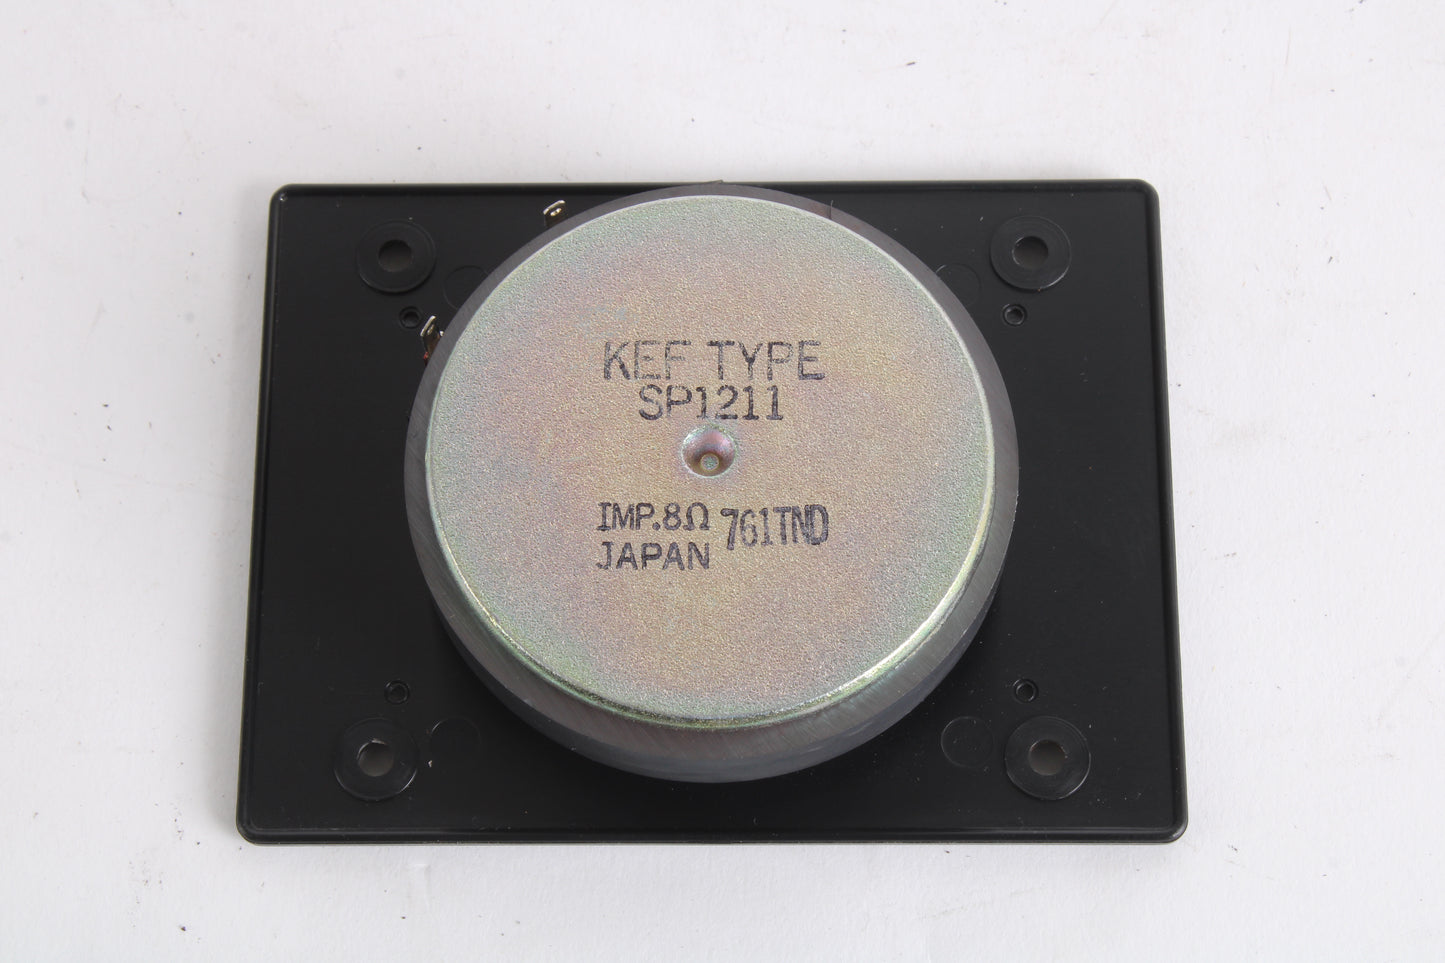 KEF TYPE
SP1211
IMP.8Ω 761TND
JAPAN